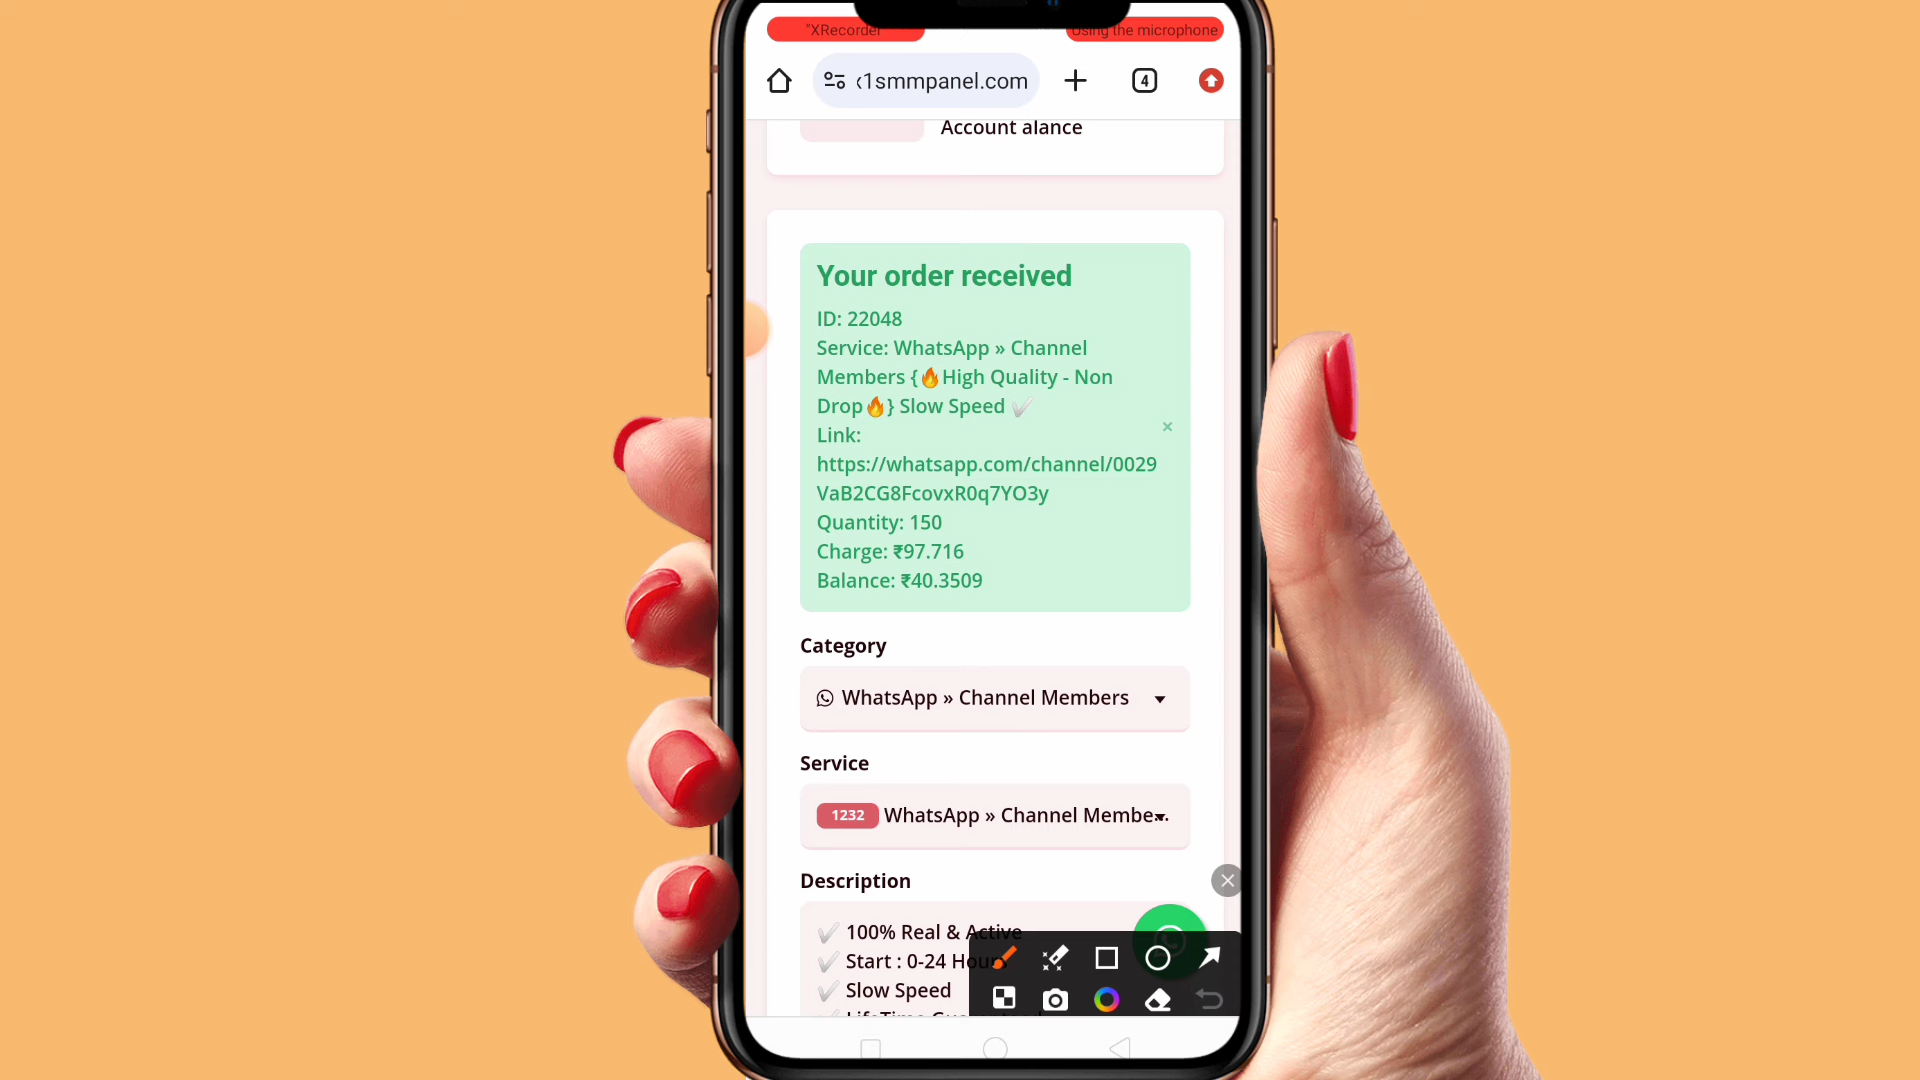 "XRecorder
Using the microphone
x1smmpanel.com
4
Account alance
Your order received
ID: 22048
Service: WhatsApp » Channel
Members {🔥High Quality - Non
Drop🔥} Slow Speed ✔
Link:
https://whatsapp.com/channel/0029
VaB2CG8FcovxR0q7YO3y
Quantity: 150
Charge: ₹97.716
Balance: ₹40.3509
Category
WhatsApp » Channel Members
Service
1232 WhatsApp » Channel Membe...
Description
✔ 100% Real & Active
✔ Start : 0-24 Hours
✔ Slow Speed